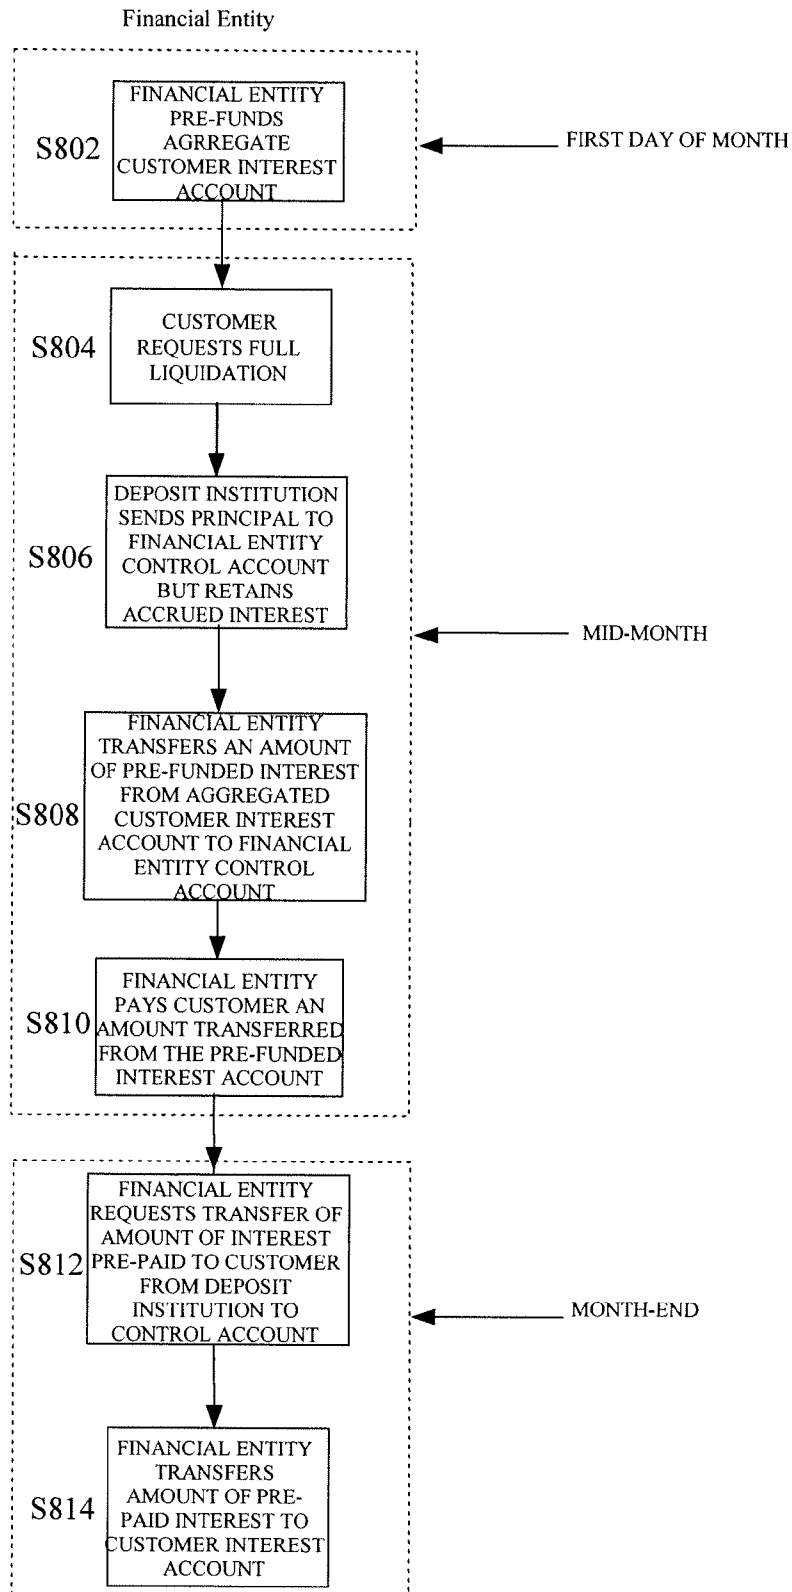 Financial Entity
S802
FINANCIAL ENTITY
PRE-FUNDS
AGRREGATE
CUSTOMER INTEREST
ACCOUNT
FIRST DAY OF MONTH
S804
CUSTOMER
REQUESTS FULL
LIQUIDATION
S806
DEPOSIT INSTITUTION
SENDS PRINCIPAL TO
FINANCIAL ENTITY
CONTROL ACCOUNT
BUT RETAINS
ACCRUED INTEREST
MID-MONTH
S808
FINANCIAL ENTITY
TRANSFERS AN AMOUNT
OF PRE-FUNDED INTEREST
FROM AGGREGATED
CUSTOMER INTEREST
ACCOUNT TO FINANCIAL
ENTITY CONTROL
ACCOUNT
S810
FINANCIAL ENTITY
PAYS CUSTOMER AN
AMOUNT TRANSFERRED
FROM THE PRE-FUNDED
INTEREST ACCOUNT
S812
FINANCIAL ENTITY
REQUESTS TRANSFER OF
AMOUNT OF INTEREST
PRE-PAID TO CUSTOMER
FROM DEPOSIT
INSTITUTION TO
CONTROL ACCOUNT
MONTH-END
S814
FINANCIAL ENTITY
TRANSFERS
AMOUNT OF PRE-
PAID INTEREST TO
CUSTOMER INTEREST
ACCOUNT